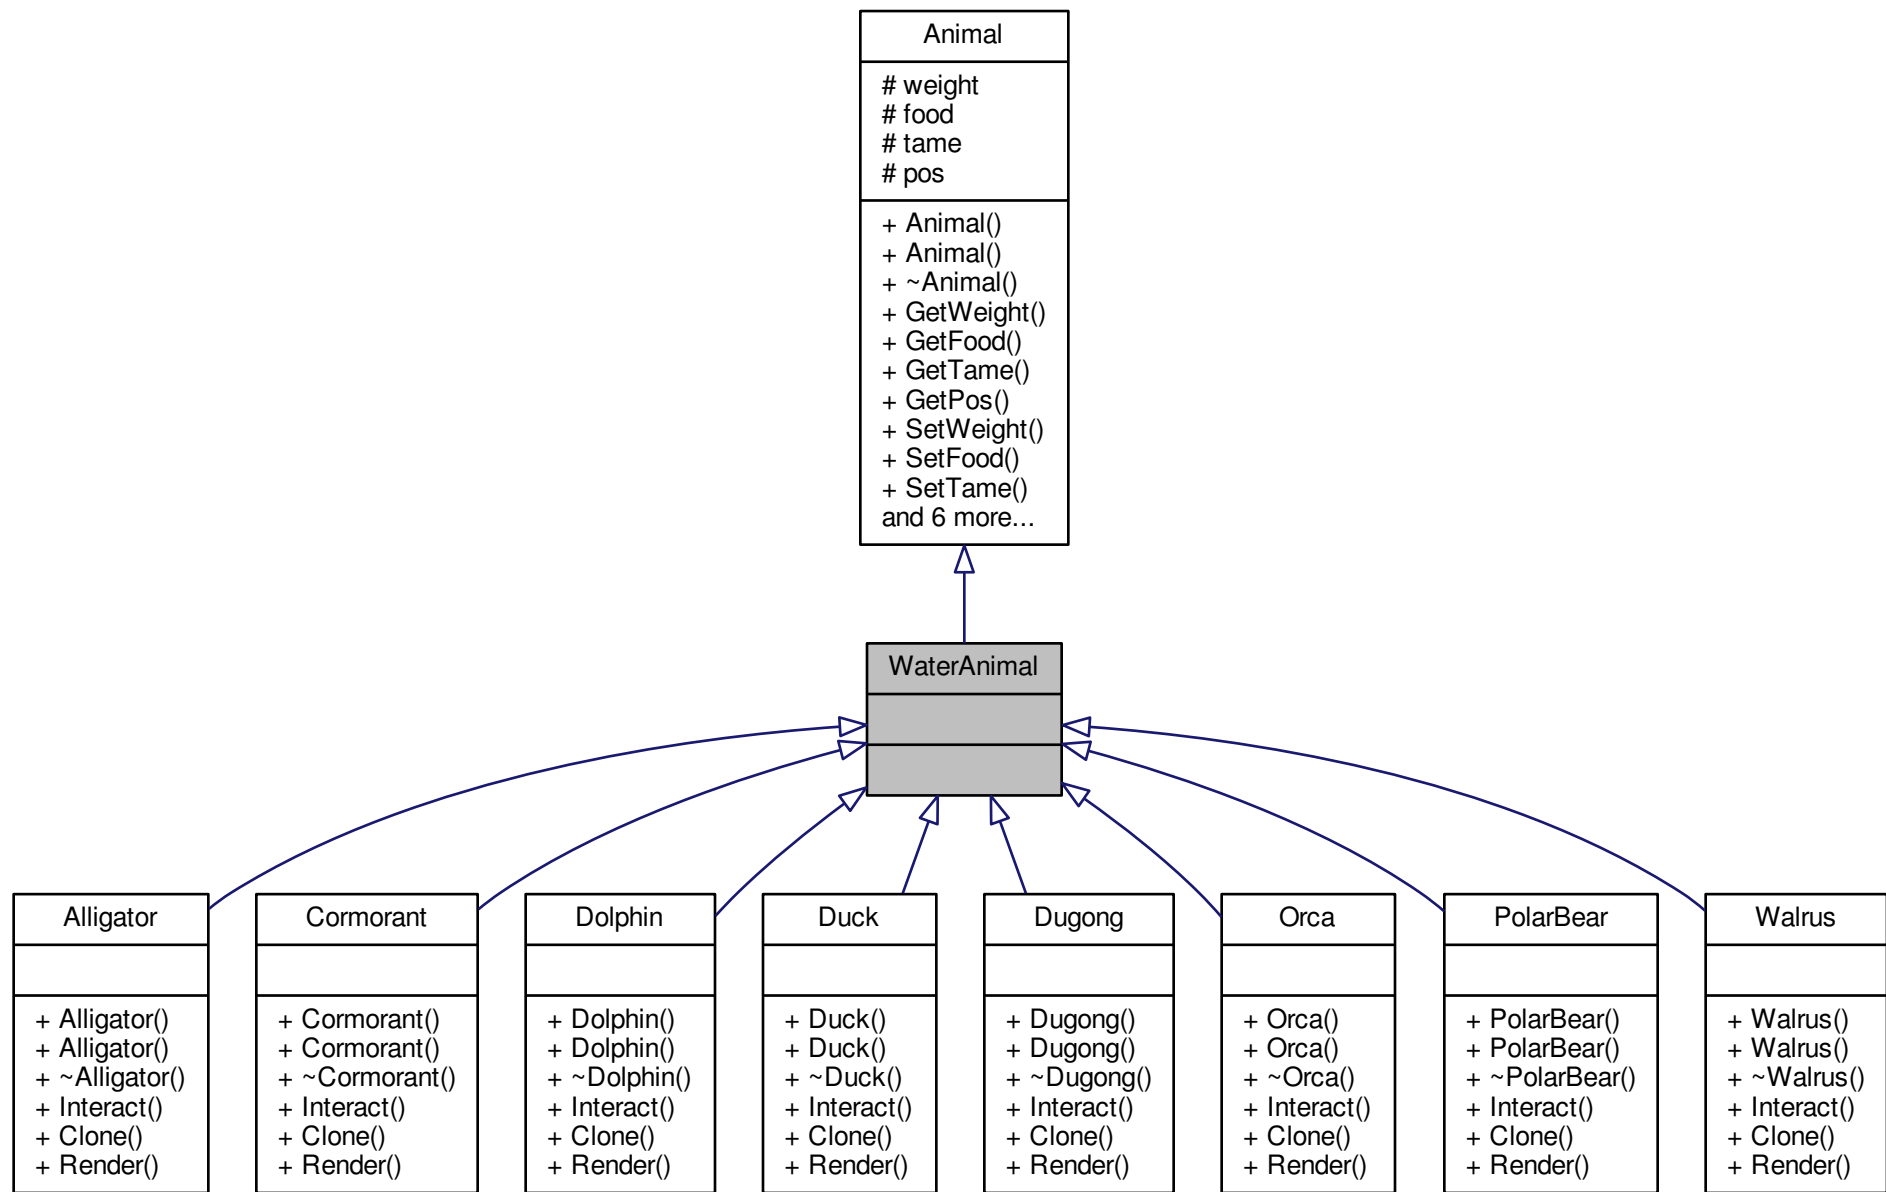 Animal
# weight
# food
# tame
# pos
+ Animal()
+ Animal()
+ ~Animal()
+ GetWeight()
+ GetFood()
+ GetTame()
+ GetPos()
+ SetWeight()
+ SetFood()
+ SetTame()
and 6 more...
WaterAnimal
Alligator
+ Alligator()
+ Alligator()
+ ~Alligator()
+ Interact()
+ Clone()
+ Render()
Cormorant
+ Cormorant()
+ Cormorant()
+ ~Cormorant()
+ Interact()
+ Clone()
+ Render()
Dolphin
+ Dolphin()
+ Dolphin()
+ ~Dolphin()
+ Interact()
+ Clone()
+ Render()
Duck
+ Duck()
+ Duck()
+ ~Duck()
+ Interact()
+ Clone()
+ Render()
Dugong
+ Dugong()
+ Dugong()
+ ~Dugong()
+ Interact()
+ Clone()
+ Render()
Orca
+ Orca()
+ Orca()
+ ~Orca()
+ Interact()
+ Clone()
+ Render()
PolarBear
+ PolarBear()
+ PolarBear()
+ ~PolarBear()
+ Interact()
+ Clone()
+ Render()
Walrus
+ Walrus()
+ Walrus()
+ ~Walrus()
+ Interact()
+ Clone()
+ Render()